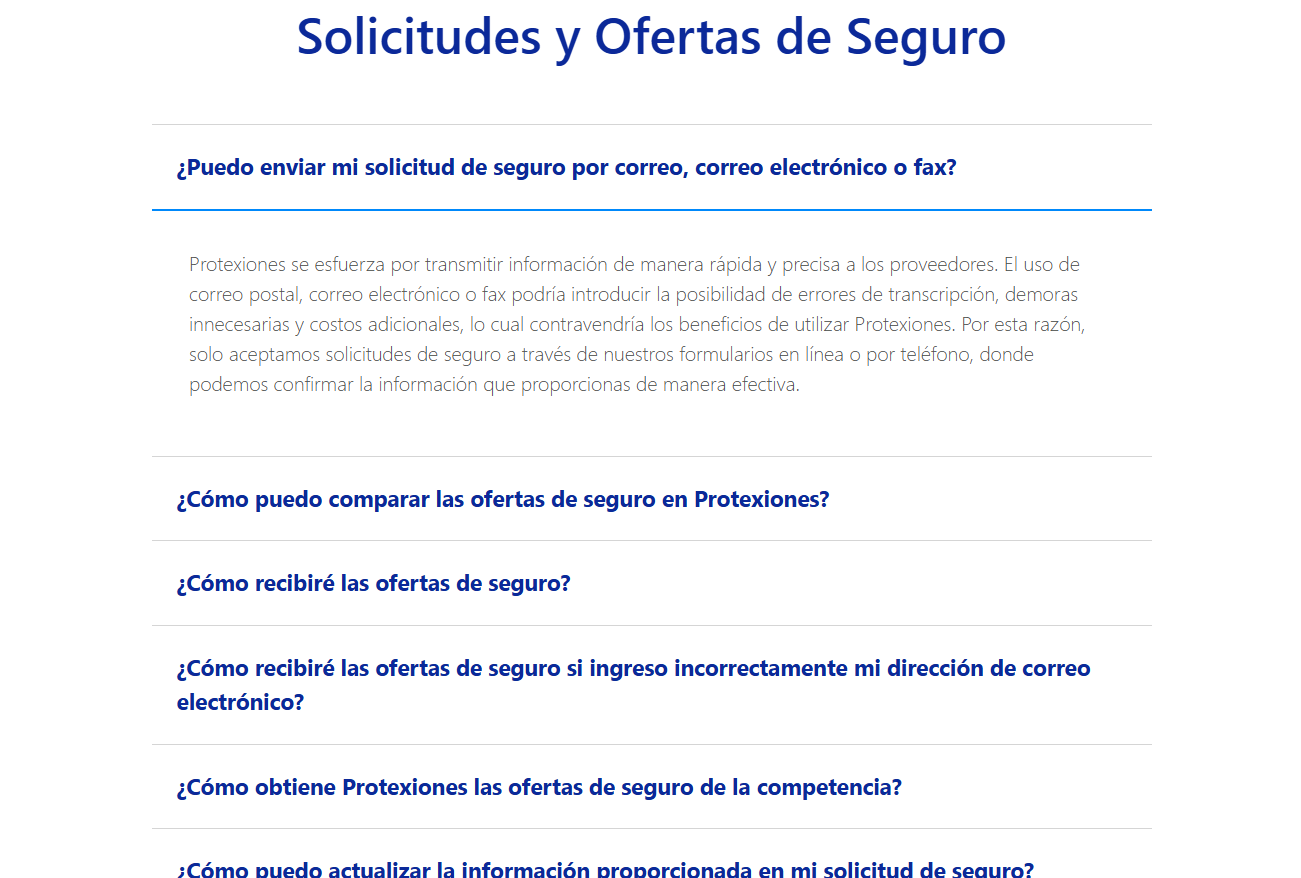 Solicitudes y Ofertas de Seguro
¿Puedo enviar mi solicitud de seguro por correo, correo electrónico o fax?
Protexiones se esfuerza por transmitir información de manera rápida y precisa a los proveedores. El uso de
correo postal, correo electrónico o fax podría introducir la posibilidad de errores de transcripción, demoras
innecesarias y costos adicionales, lo cual contravendría los beneficios de utilizar Protexiones. Por esta razón,
solo aceptamos solicitudes de seguro a través de nuestros formularios en línea o por teléfono, donde
podemos confirmar la información que proporcionas de manera efectiva.
¿Cómo puedo comparar las ofertas de seguro en Protexiones?
¿Cómo recibiré las ofertas de seguro?
¿Cómo recibiré las ofertas de seguro si ingreso incorrectamente mi dirección de correo
electrónico?
¿Cómo obtiene Protexiones las ofertas de seguro de la competencia?
¿Cómo puedo actualizar la información proporcionada en mi solicitud de seguro?